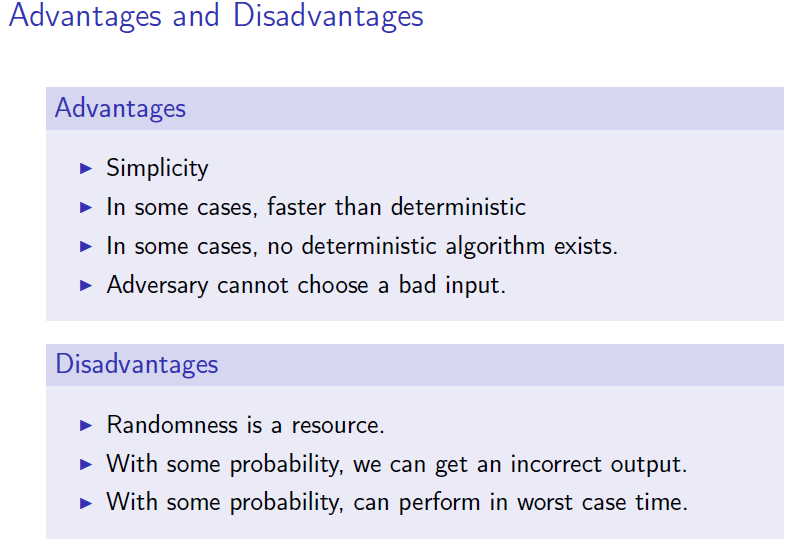 Advantages and Disadvantages
Advantages
Simplicity
In some cases, faster than deterministic
In some cases, no deterministic algorithm exists.
Adversary cannot choose a bad input.
Disadvantages
Randomness is a resource.
With some probability, we can get an incorrect output.
With some probability, can perform in worst case time.